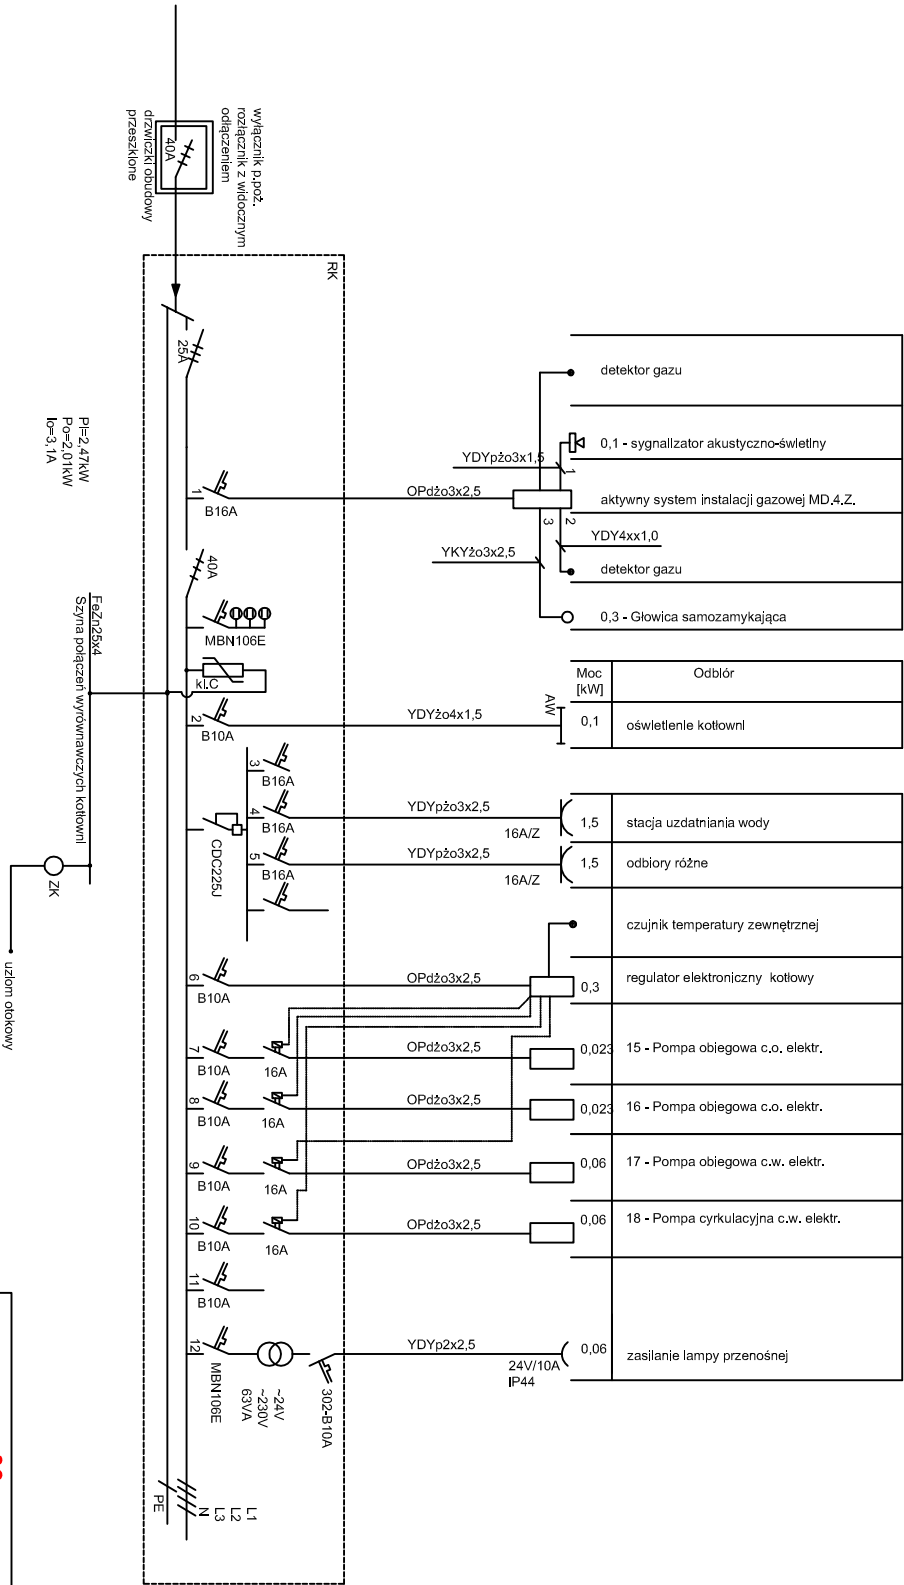 wyłącznik p.poż.
rozłącznik z widocznym
odłączeniem
40A
drzwiczki obudowy
przeszklone
RK
25A
PI=2,47kW
Po=2,01kW
Io=3,1A
detektor gazu
0,1 - sygnalizator akustyczno-świetlny
YDYpżo3x1,5
1
OPdżo3x2,5
aktywny system instalacji gazowej MD.4.Z.
1
B16A
3
2
YDY4xx1,0
YKYżo3x2,5
detektor gazu
40A
0,3 - Głowica samozamykająca
MBN106E
FeZn25x4
Szyna połączeń wyrównawczych kotłowni
kl.C
Moc
[kW]
Odbiór
AW
2
B10A
YDYżo4x1,5
0,1
oświetlenie kotłowni
3
B16A
4
B16A
YDYpżo3x2,5
16A/Z
1,5
stacja uzdatniania wody
CDC225J
5
B16A
YDYpżo3x2,5
16A/Z
1,5
odbiory różne
ZK
uziom otokowy
czujnik temperatury zewnętrznej
6
B10A
OPdżo3x2,5
0,3
regulator elektroniczny kotłowy
7
B10A
16A
OPdżo3x2,5
0,023
15 - Pompa objegowa c.o. elektr.
8
B10A
16A
OPdżo3x2,5
0,023
16 - Pompa objegowa c.o. elektr.
9
B10A
16A
OPdżo3x2,5
0,06
17 - Pompa objegowa c.w. elektr.
10
B10A
16A
OPdżo3x2,5
0,06
18 - Pompa cyrkulacyjna c.w. elektr.
11
B10A
12
MBN106E
~24V
~230V
63VA
302-B10A
YDYp2x2,5
24V/10A
IP44
0,06
zasilanie lampy przenośnej
PE
N
L3
L2
L1